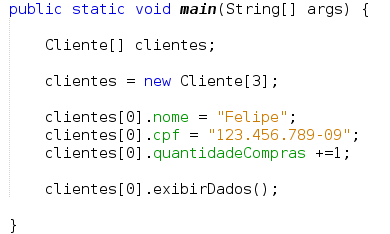 public static void main(String[] args) {
Cliente[] clientes;
clientes = new Cliente[3];
clientes[0].nome = "Felipe";
clientes[0].cpf = "123.456.789-09";
clientes[0].quantidadeCompras +=1;
clientes[0].exibirDados();
}